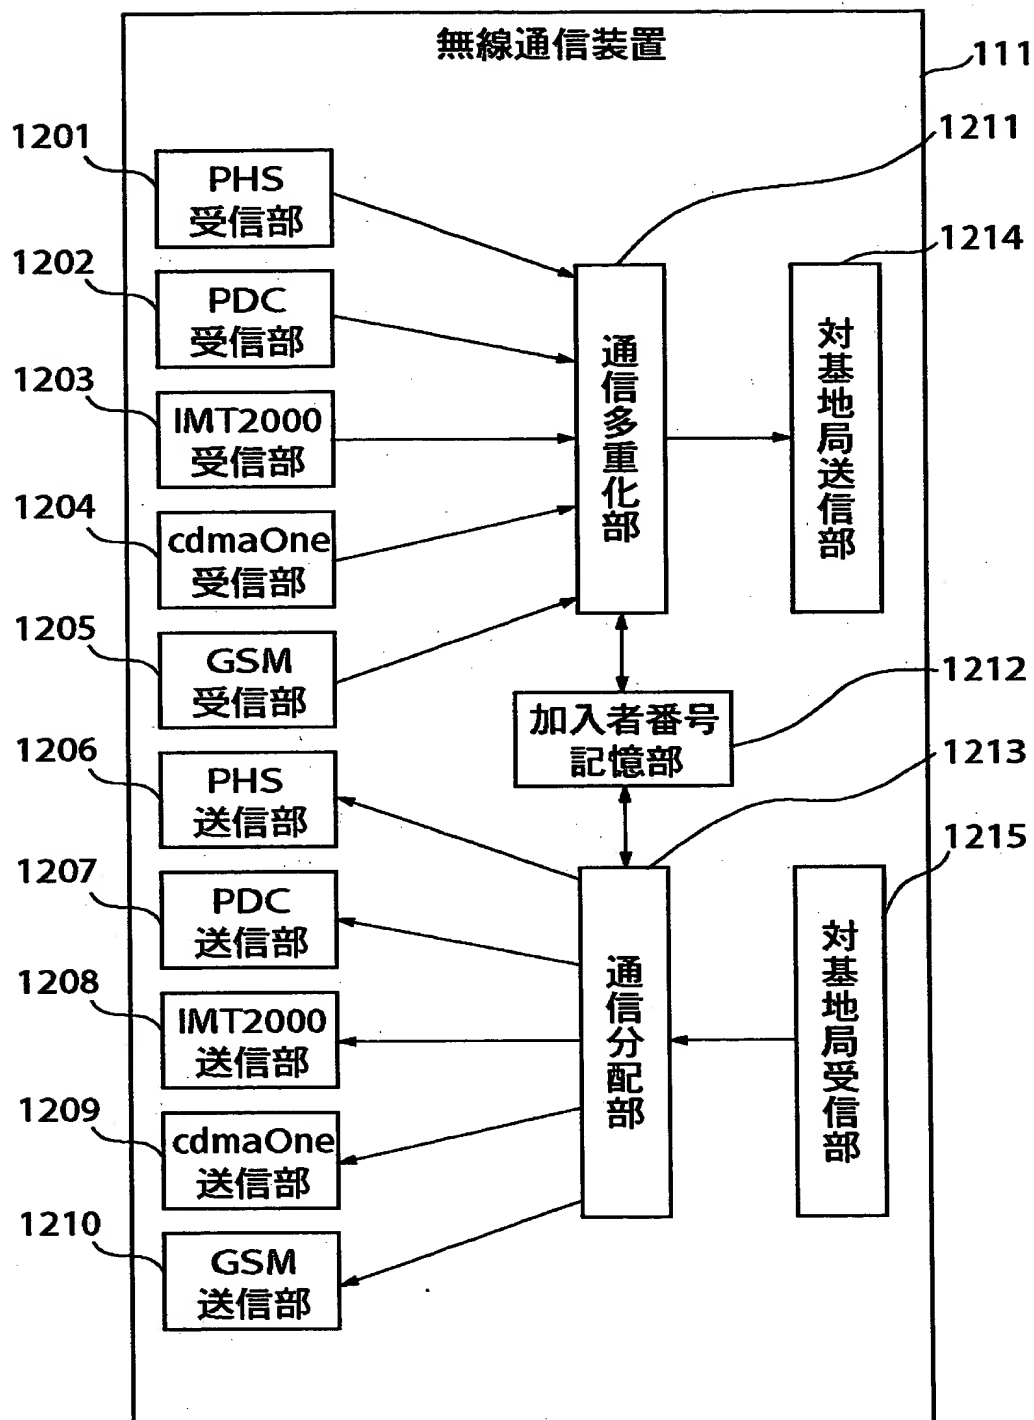 無線通信装置
111
1201
PHS
受信部
1202
PDC
受信部
1203
IMT2000
受信部
1204
cdmaOne
受信部
1205
GSM
受信部
1206
PHS
送信部
1207
PDC
送信部
1208
IMT2000
送信部
1209
cdmaOne
送信部
1210
GSM
送信部
1211
通信多重化部
1214
対基地局送信部
1212
加入者番号
記憶部
1213
通信分配部
1215
対基地局受信部